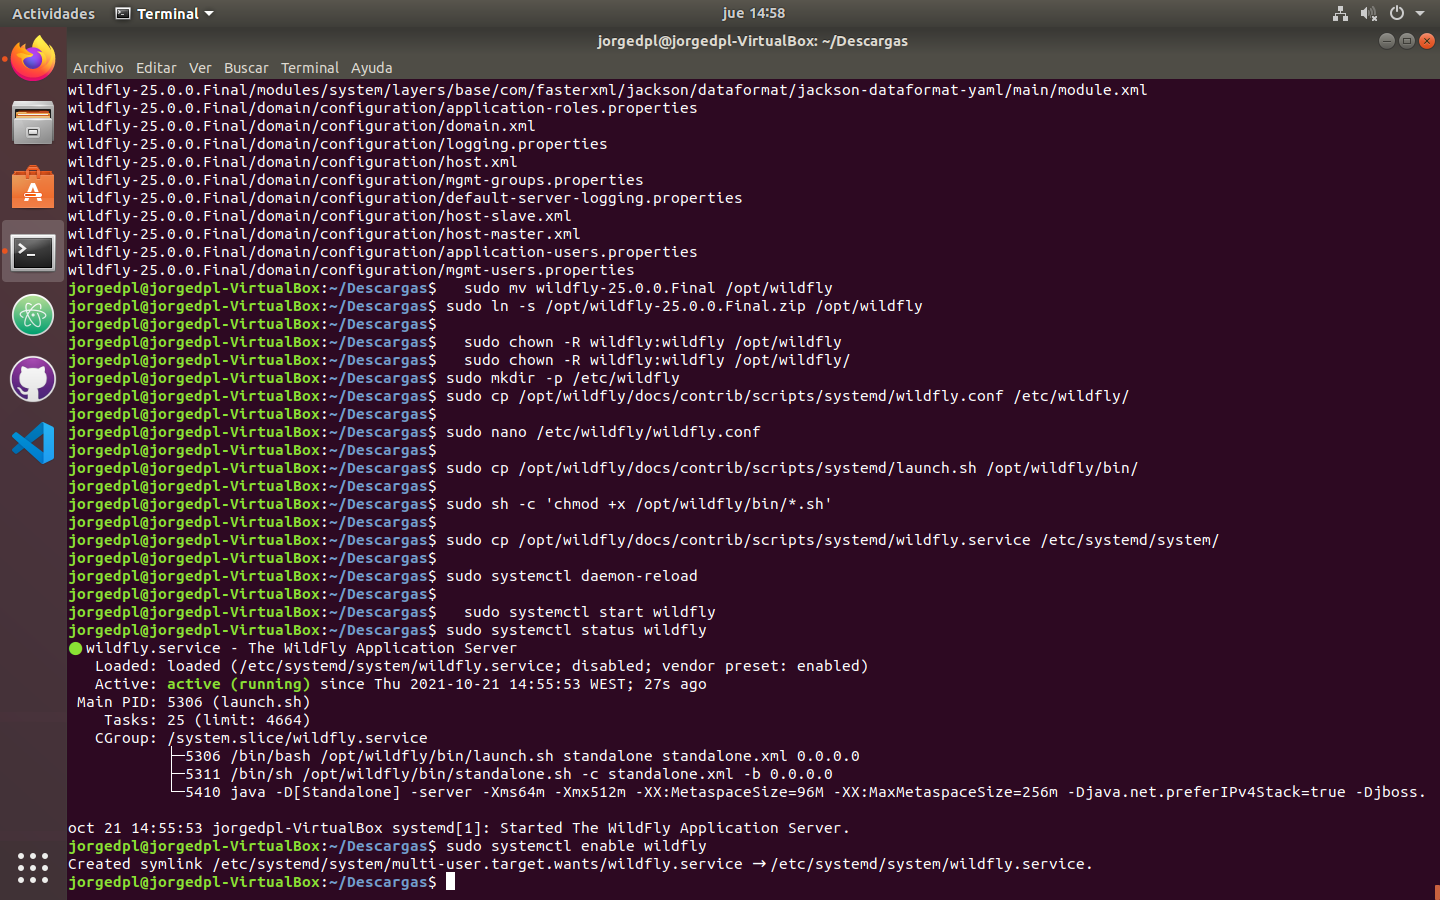 Actividades Terminal jue 14:58
jorgedpl@jorgedpl-VirtualBox: ~/Descargas
Archivo Editar Ver Buscar Terminal Ayuda
wildfly-25.0.0.Final/modules/system/layers/base/com/fasterxml/jackson/dataformat/jackson-dataformat-yaml/main/module.xml
wildfly-25.0.0.Final/domain/configuration/application-roles.properties
wildfly-25.0.0.Final/domain/configuration/domain.xml
wildfly-25.0.0.Final/domain/configuration/logging.properties
wildfly-25.0.0.Final/domain/configuration/host.xml
wildfly-25.0.0.Final/domain/configuration/mgmt-groups.properties
wildfly-25.0.0.Final/domain/configuration/default-server-logging.properties
wildfly-25.0.0.Final/domain/configuration/host-slave.xml
wildfly-25.0.0.Final/domain/configuration/host-master.xml
wildfly-25.0.0.Final/domain/configuration/application-users.properties
wildfly-25.0.0.Final/domain/configuration/mgmt-users.properties
jorgedpl@jorgedpl-VirtualBox:~/Descargas$   sudo mv wildfly-25.0.0.Final /opt/wildfly
jorgedpl@jorgedpl-VirtualBox:~/Descargas$ sudo ln -s /opt/wildfly-25.0.0.Final.zip /opt/wildfly
jorgedpl@jorgedpl-VirtualBox:~/Descargas$
jorgedpl@jorgedpl-VirtualBox:~/Descargas$   sudo chown -R wildfly:wildfly /opt/wildfly
jorgedpl@jorgedpl-VirtualBox:~/Descargas$   sudo chown -R wildfly:wildfly /opt/wildfly/
jorgedpl@jorgedpl-VirtualBox:~/Descargas$ sudo mkdir -p /etc/wildfly
jorgedpl@jorgedpl-VirtualBox:~/Descargas$ sudo cp /opt/wildfly/docs/contrib/scripts/systemd/wildfly.conf /etc/wildfly/
jorgedpl@jorgedpl-VirtualBox:~/Descargas$
jorgedpl@jorgedpl-VirtualBox:~/Descargas$ sudo nano /etc/wildfly/wildfly.conf
jorgedpl@jorgedpl-VirtualBox:~/Descargas$
jorgedpl@jorgedpl-VirtualBox:~/Descargas$ sudo cp /opt/wildfly/docs/contrib/scripts/systemd/launch.sh /opt/wildfly/bin/
jorgedpl@jorgedpl-VirtualBox:~/Descargas$
jorgedpl@jorgedpl-VirtualBox:~/Descargas$ sudo sh -c 'chmod +x /opt/wildfly/bin/*.sh'
jorgedpl@jorgedpl-VirtualBox:~/Descargas$
jorgedpl@jorgedpl-VirtualBox:~/Descargas$ sudo cp /opt/wildfly/docs/contrib/scripts/systemd/wildfly.service /etc/systemd/system/
jorgedpl@jorgedpl-VirtualBox:~/Descargas$
jorgedpl@jorgedpl-VirtualBox:~/Descargas$ sudo systemctl daemon-reload
jorgedpl@jorgedpl-VirtualBox:~/Descargas$
jorgedpl@jorgedpl-VirtualBox:~/Descargas$   sudo systemctl start wildfly
jorgedpl@jorgedpl-VirtualBox:~/Descargas$ sudo systemctl status wildfly
● wildfly.service - The WildFly Application Server
   Loaded: loaded (/etc/systemd/system/wildfly.service; disabled; vendor preset: enabled)
   Active: active (running) since Thu 2021-10-21 14:55:53 WEST; 27s ago
 Main PID: 5306 (launch.sh)
    Tasks: 25 (limit: 4664)
   CGroup: /system.slice/wildfly.service
           ├─5306 /bin/bash /opt/wildfly/bin/launch.sh standalone standalone.xml 0.0.0.0
           ├─5311 /bin/sh /opt/wildfly/bin/standalone.sh -c standalone.xml -b 0.0.0.0
           └─5410 java -D[Standalone] -server -Xms64m -Xmx512m -XX:MetaspaceSize=96M -XX:MaxMetaspaceSize=256m -Djava.net.preferIPv4Stack=true -Djboss.
oct 21 14:55:53 jorgedpl-VirtualBox systemd[1]: Started The WildFly Application Server.
jorgedpl@jorgedpl-VirtualBox:~/Descargas$ sudo systemctl enable wildfly
Created symlink /etc/systemd/system/multi-user.target.wants/wildfly.service → /etc/systemd/system/wildfly.service.
jorgedpl@jorgedpl-VirtualBox:~/Descargas$